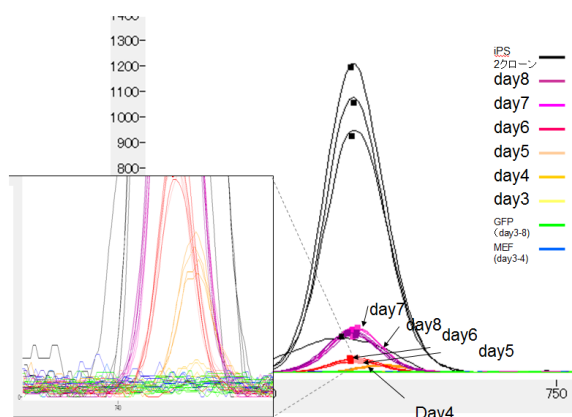 1400
1300
1200
1100
1000
900
800
iPS
2クローン
day8
day7
day6
day5
day4
day3
GFP
(day3-8)
MEF
(day3-4)
day7
day8
day6
day5
Day4
750